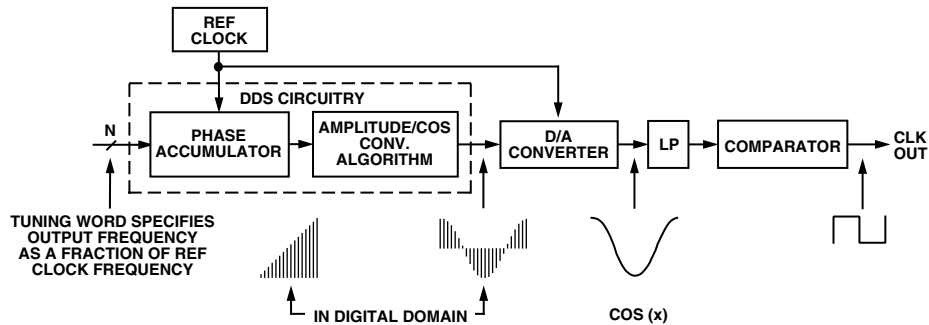 REF
CLOCK
DDS CIRCUITRY
N
PHASE
ACCUMULATOR
AMPLITUDE/COS
CONV.
ALGORITHM
D/A
CONVERTER
LP
COMPARATOR
CLK
OUT
TUNING WORD SPECIFIES
OUTPUT FREQUENCY
AS A FRACTION OF REF
CLOCK FREQUENCY
IN DIGITAL DOMAIN
COS (x)